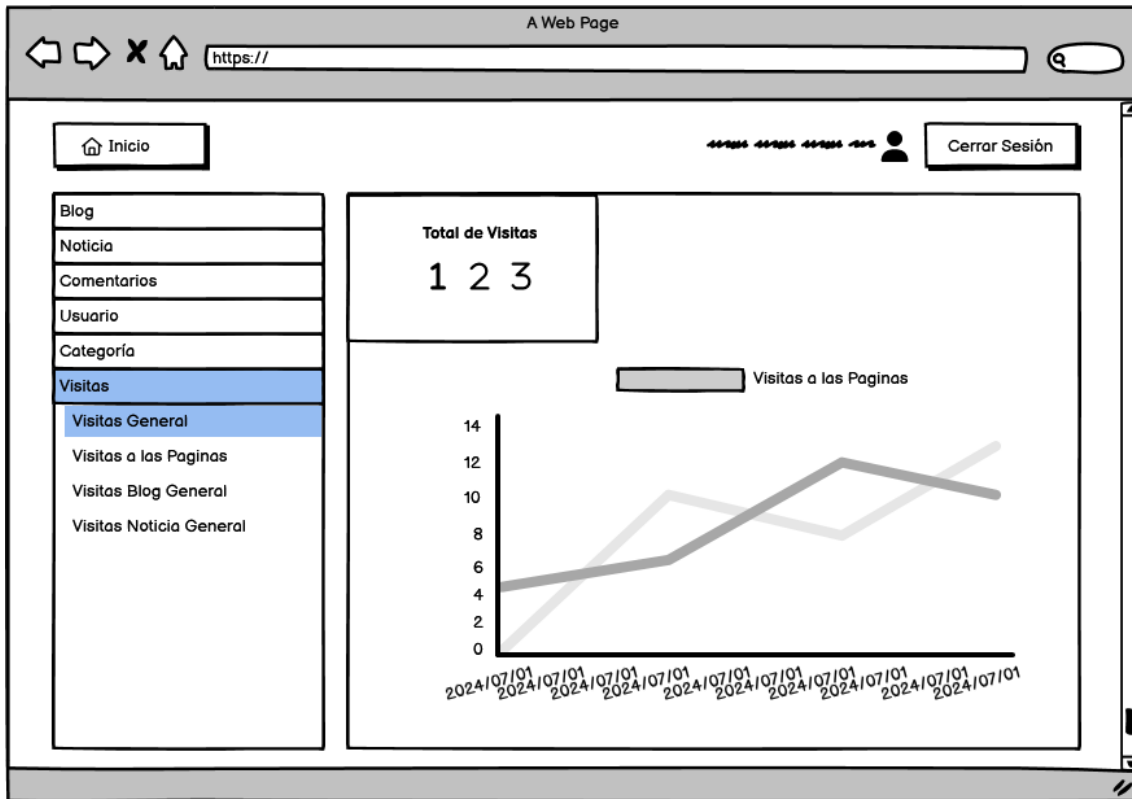 A Web Page
https://
Inicio
Cerrar Sesión
Blog
Noticia
Comentarios
Usuario
Categoría
Visitas
Visitas General
Visitas a las Paginas
Visitas Blog General
Visitas Noticia General
Total de Visitas
1 2 3
Visitas a las Paginas
14
12
10
8
6
4
2
0
2024/07/01 2024/07/01 2024/07/01 2024/07/01 2024/07/01 2024/07/01 2024/07/01 2024/07/01 2024/07/01 2024/07/01